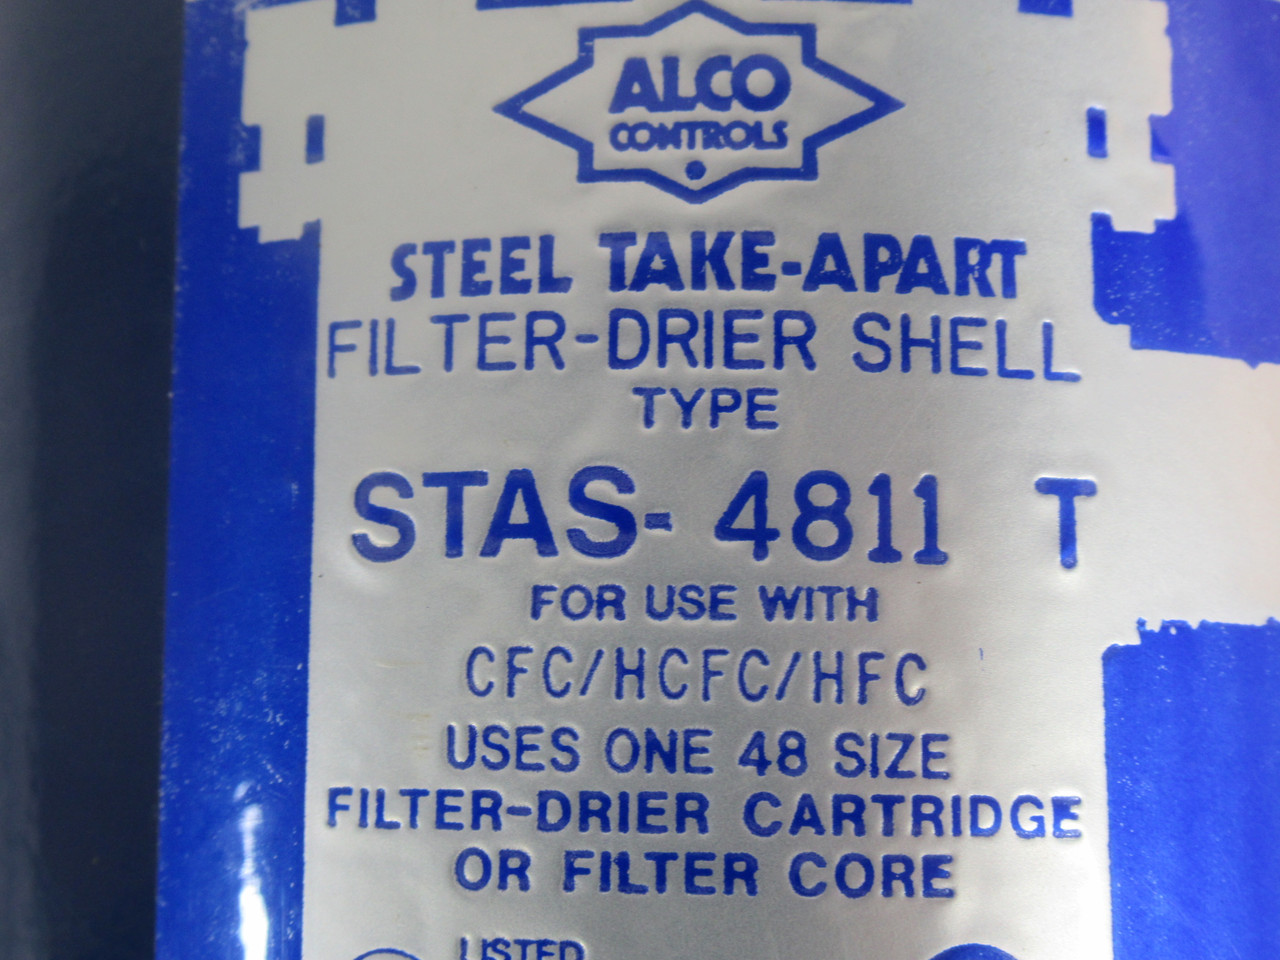 ALCO
CONTROLS
STEEL TAKE-APART
FILTER-DRIER SHELL
TYPE
STAS- 4811 T
FOR USE WITH
CFC/HCFC/HFC
USES ONE 48 SIZE
FILTER-DRIER CARTRIDGE
OR FILTER CORE
LISTED